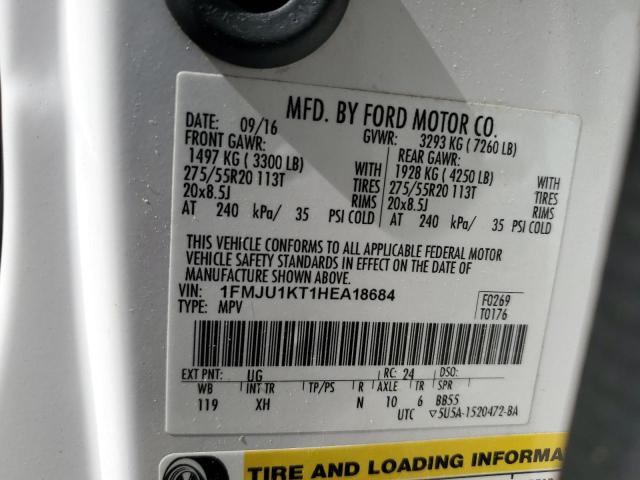 MFD. BY FORD MOTOR CO.
DATE: 09/16 GVWR: 3293 KG ( 7260 LB)
FRONT GAWR: REAR GAWR:
1497 KG ( 3300 LB) WITH 1928 KG ( 4250 LB) WITH
275/55R20 113T TIRES 275/55R20 113T TIRES
20x8.5J RIMS 20x8.5J RIMS
AT 240 kPa/ 35 PSI COLD AT 240 kPa/ 35 PSI COLD
THIS VEHICLE CONFORMS TO ALL APPLICABLE FEDERAL MOTOR
VEHICLE SAFETY STANDARDS IN EFFECT ON THE DATE OF
MANUFACTURE SHOWN ABOVE.
VIN: 1FMJU1KT1HEA18684 F0269
TYPE: MPV T0176
EXT PNT: UG RC: 24 DSO:
WB INT TR TP/PS R AXLE TR SPR
119 XH N 10 6 BB55
UTC ▽5U5A-1520472-BA
TIRE AND LOADING INFORMA